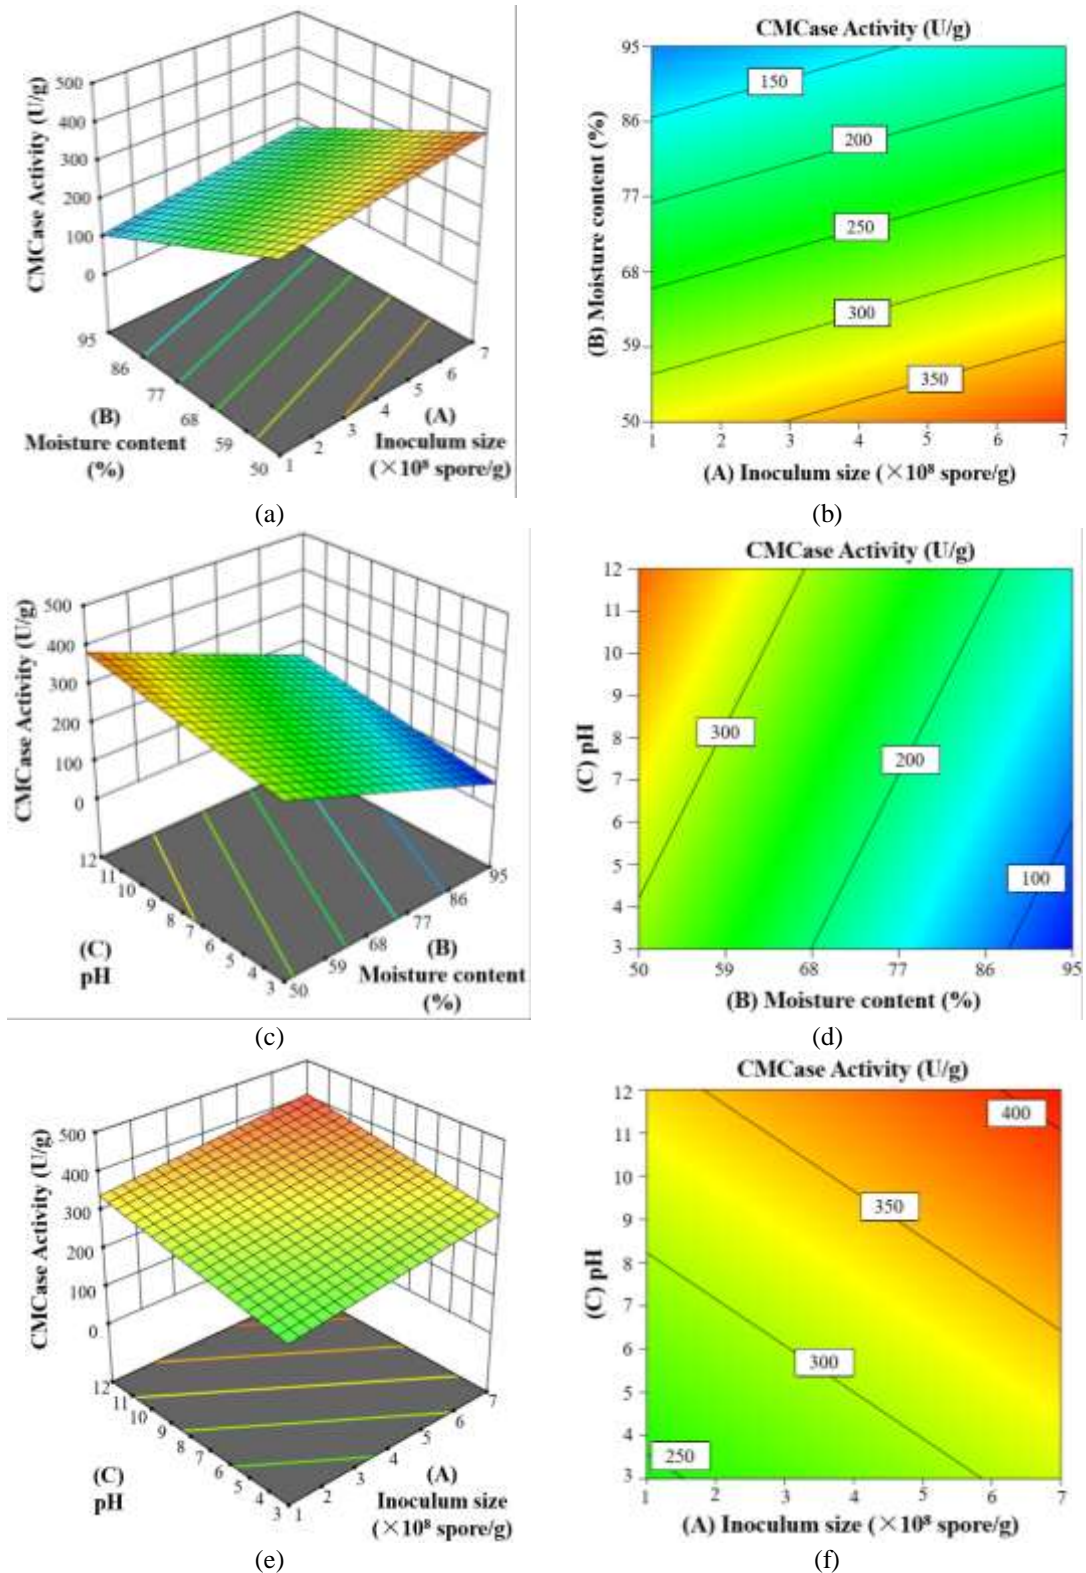 CMCase Activity (U/g)
500
400
300
200
100
0
95
86
77
68
59
50
(B)
Moisture content
(%)
1
2
3
4
5
6
7
(A)
Inoculum size
(×10⁸ spore/g)
(a)
CMCase Activity (U/g)
(B) Moisture content (%)
95
86
77
68
59
50
150
200
250
300
350
1 2 3 4 5 6 7
(A) Inoculum size (×10⁸ spore/g)
(b)
CMCase Activity (U/g)
500
400
300
200
100
0
12
11
10
9
8
7
6
5
4
3
(C)
pH
50
59
68
77
86
95
(B)
Moisture content
(%)
(c)
CMCase Activity (U/g)
(C) pH
12
11
10
9
8
7
6
5
4
3
300
200
100
50 59 68 77 86 95
(B) Moisture content (%)
(d)
CMCase Activity (U/g)
500
400
300
200
100
0
12
11
10
9
8
7
6
5
4
3
(C)
pH
1
2
3
4
5
6
7
(A)
Inoculum size
(×10⁸ spore/g)
(e)
CMCase Activity (U/g)
(C) pH
12
11
10
9
8
7
6
5
4
3
400
350
300
250
1 2 3 4 5 6 7
(A) Inoculum size (×10⁸ spore/g)
(f)